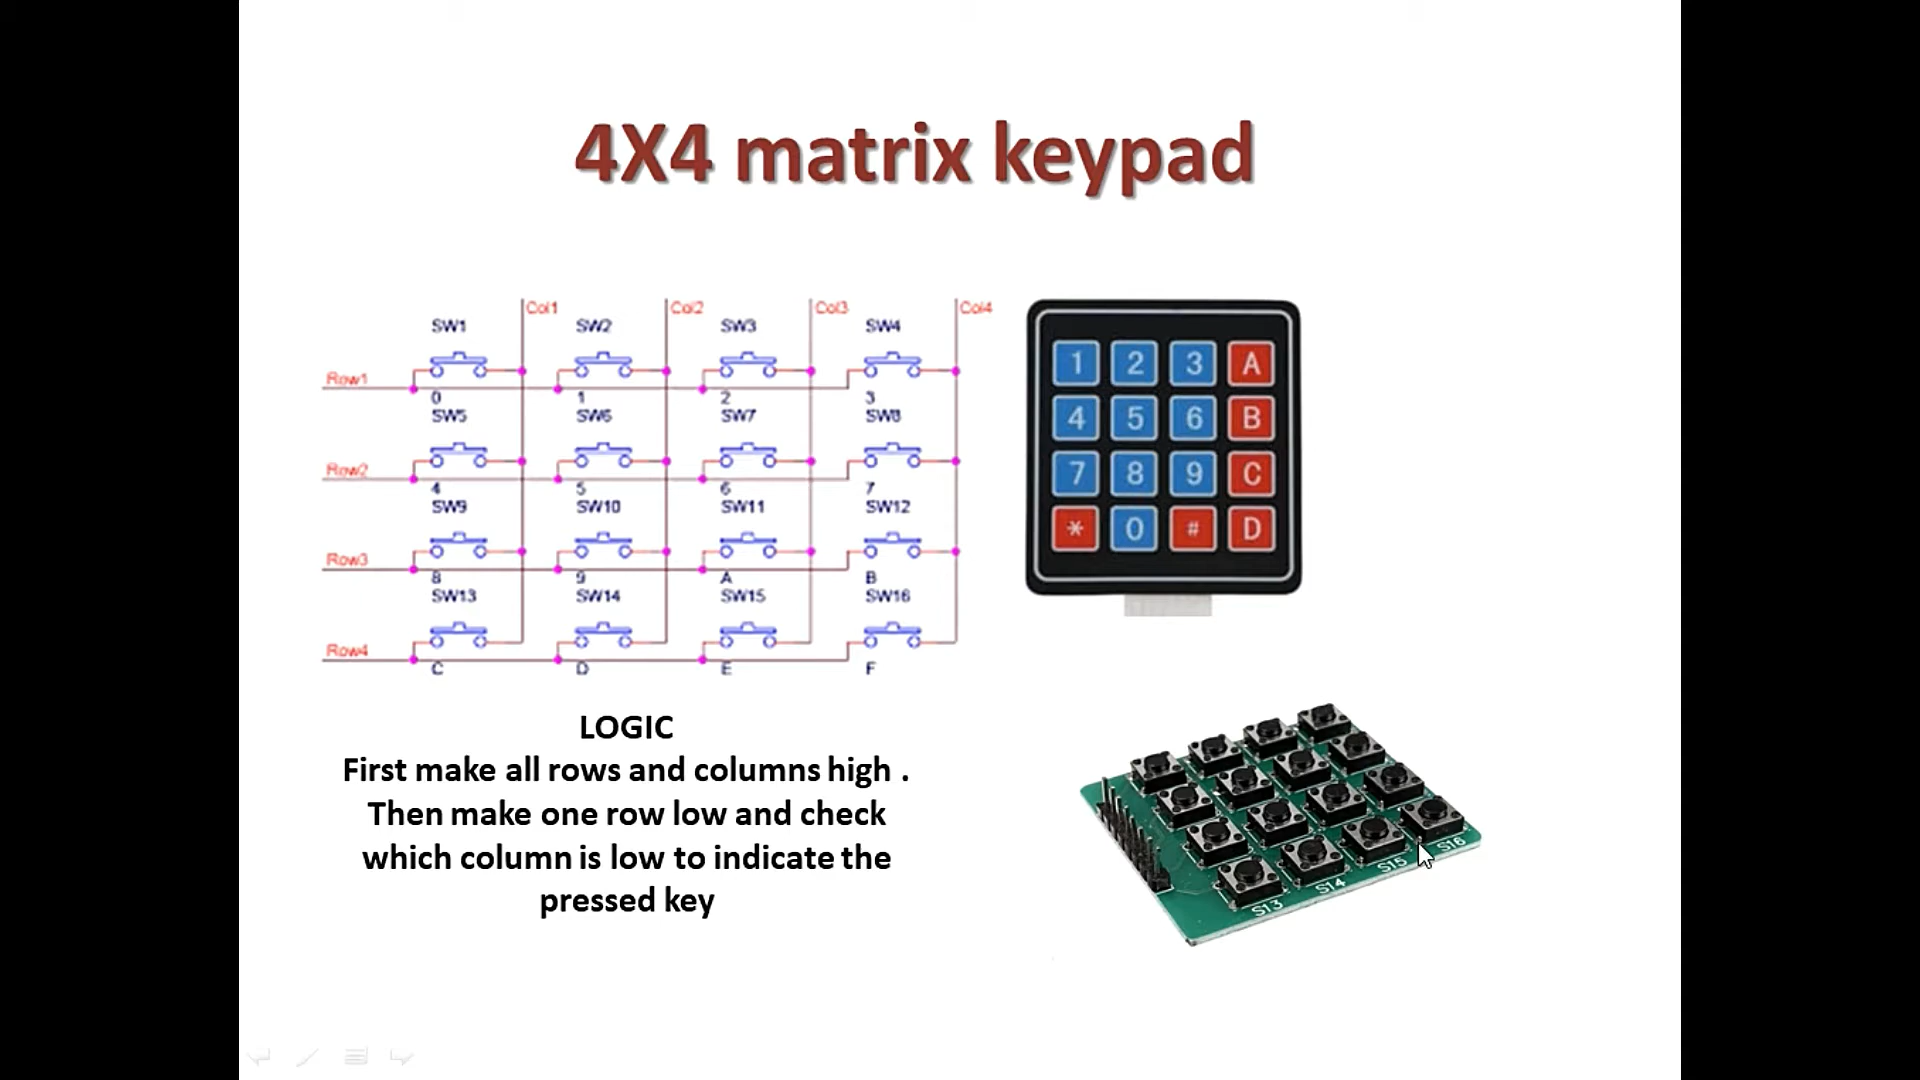 4X4 matrix keypad
Col1 Col2 Col3 Col4
SW1 SW2 SW3 SW4
Row1
0 1 2 3
SW5 SW6 SW7 SW8
Row2
4 5 6 7
SW9 SW10 SW11 SW12
Row3
8 9 A B
SW13 SW14 SW15 SW16
Row4
C D E F
1 2 3 A
4 5 6 B
7 8 9 C
* 0 # D
LOGIC
First make all rows and columns high .
Then make one row low and check
which column is low to indicate the
pressed key
S13 S14 S15 S16